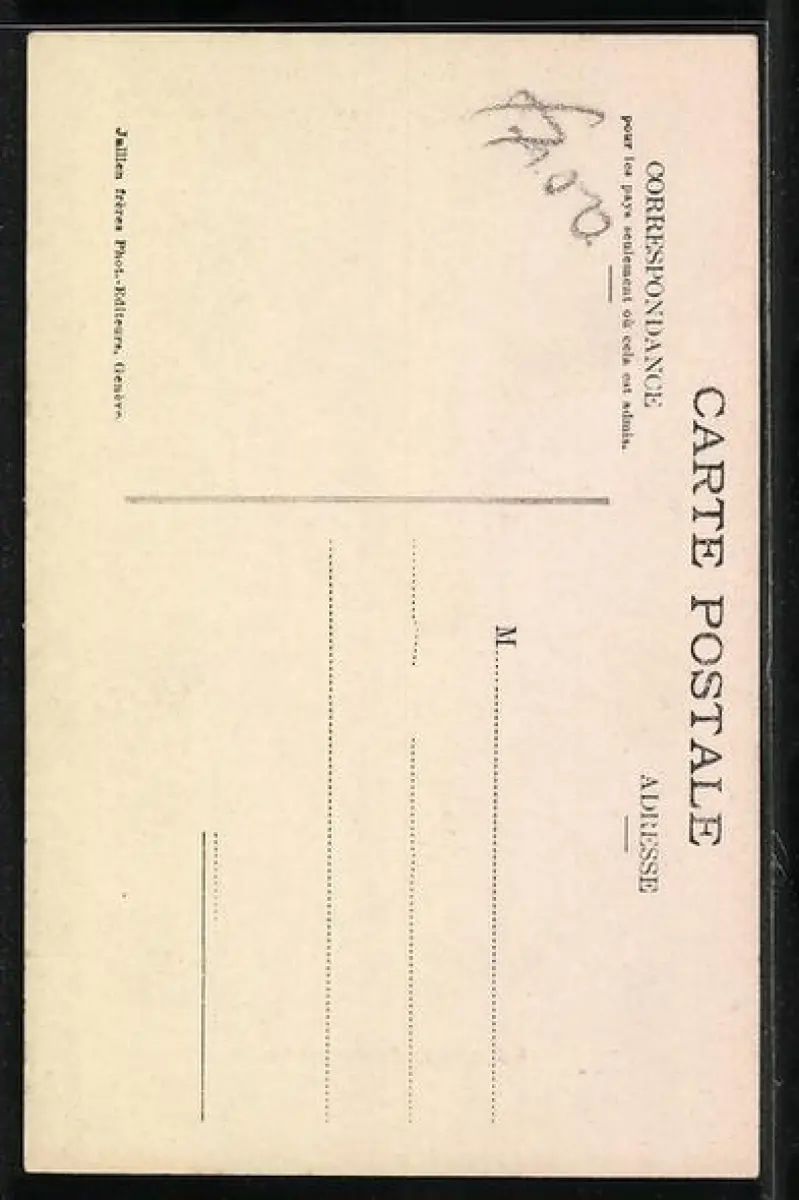 CARTE POSTALE
CORRESPONDANCE
pour les pays seulement où cela est admis.
ADRESSE
M
Jullien frères Phot.-Editeurs, Genève